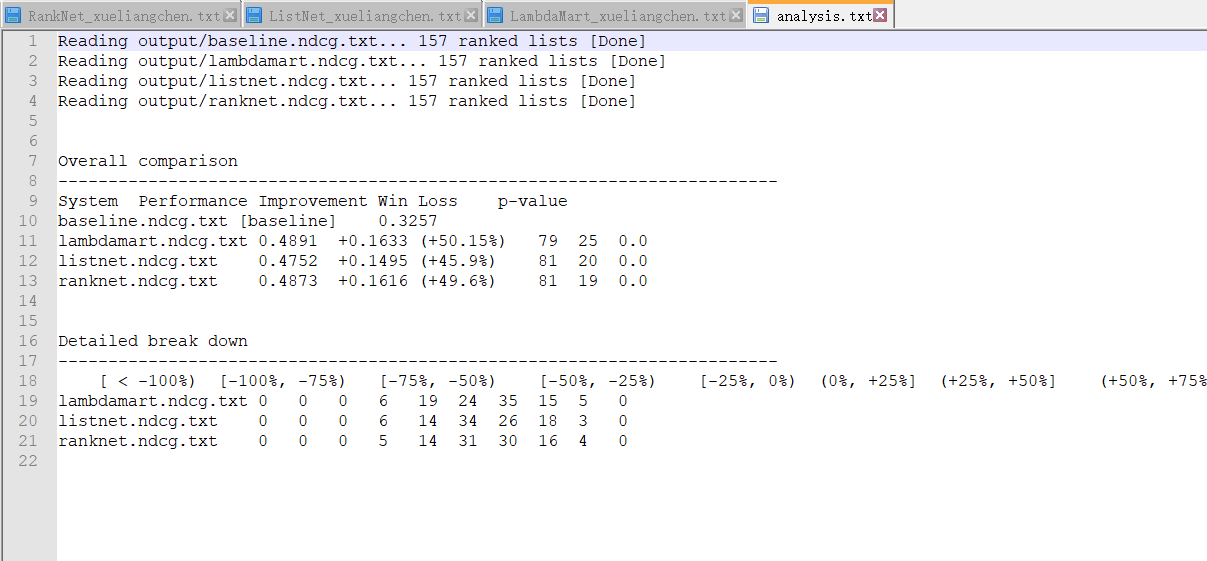 RankNet_xueliangchen.txt ListNet_xueliangchen.txt LambdaMart_xueliangchen.txt analysis.txt
1 Reading output/baseline.ndcg.txt... 157 ranked lists [Done]
2 Reading output/lambdamart.ndcg.txt... 157 ranked lists [Done]
3 Reading output/listnet.ndcg.txt... 157 ranked lists [Done]
4 Reading output/ranknet.ndcg.txt... 157 ranked lists [Done]
5
6
7 Overall comparison
8 ------------------------------------------------------------------------
9 System Performance Improvement Win Loss p-value
10 baseline.ndcg.txt [baseline] 0.3257
11 lambdamart.ndcg.txt 0.4891 +0.1633 (+50.15%) 79 25 0.0
12 listnet.ndcg.txt 0.4752 +0.1495 (+45.9%) 81 20 0.0
13 ranknet.ndcg.txt 0.4873 +0.1616 (+49.6%) 81 19 0.0
14
15
16 Detailed break down
17 ------------------------------------------------------------------------
18 [ < -100%) [-100%, -75%) [-75%, -50%) [-50%, -25%) [-25%, 0%) (0%, +25%] (+25%, +50%] (+50%, +75%
19 lambdamart.ndcg.txt 0 0 0 6 19 24 35 15 5 0
20 listnet.ndcg.txt 0 0 0 6 14 34 26 18 3 0
21 ranknet.ndcg.txt 0 0 0 5 14 31 30 16 4 0
22